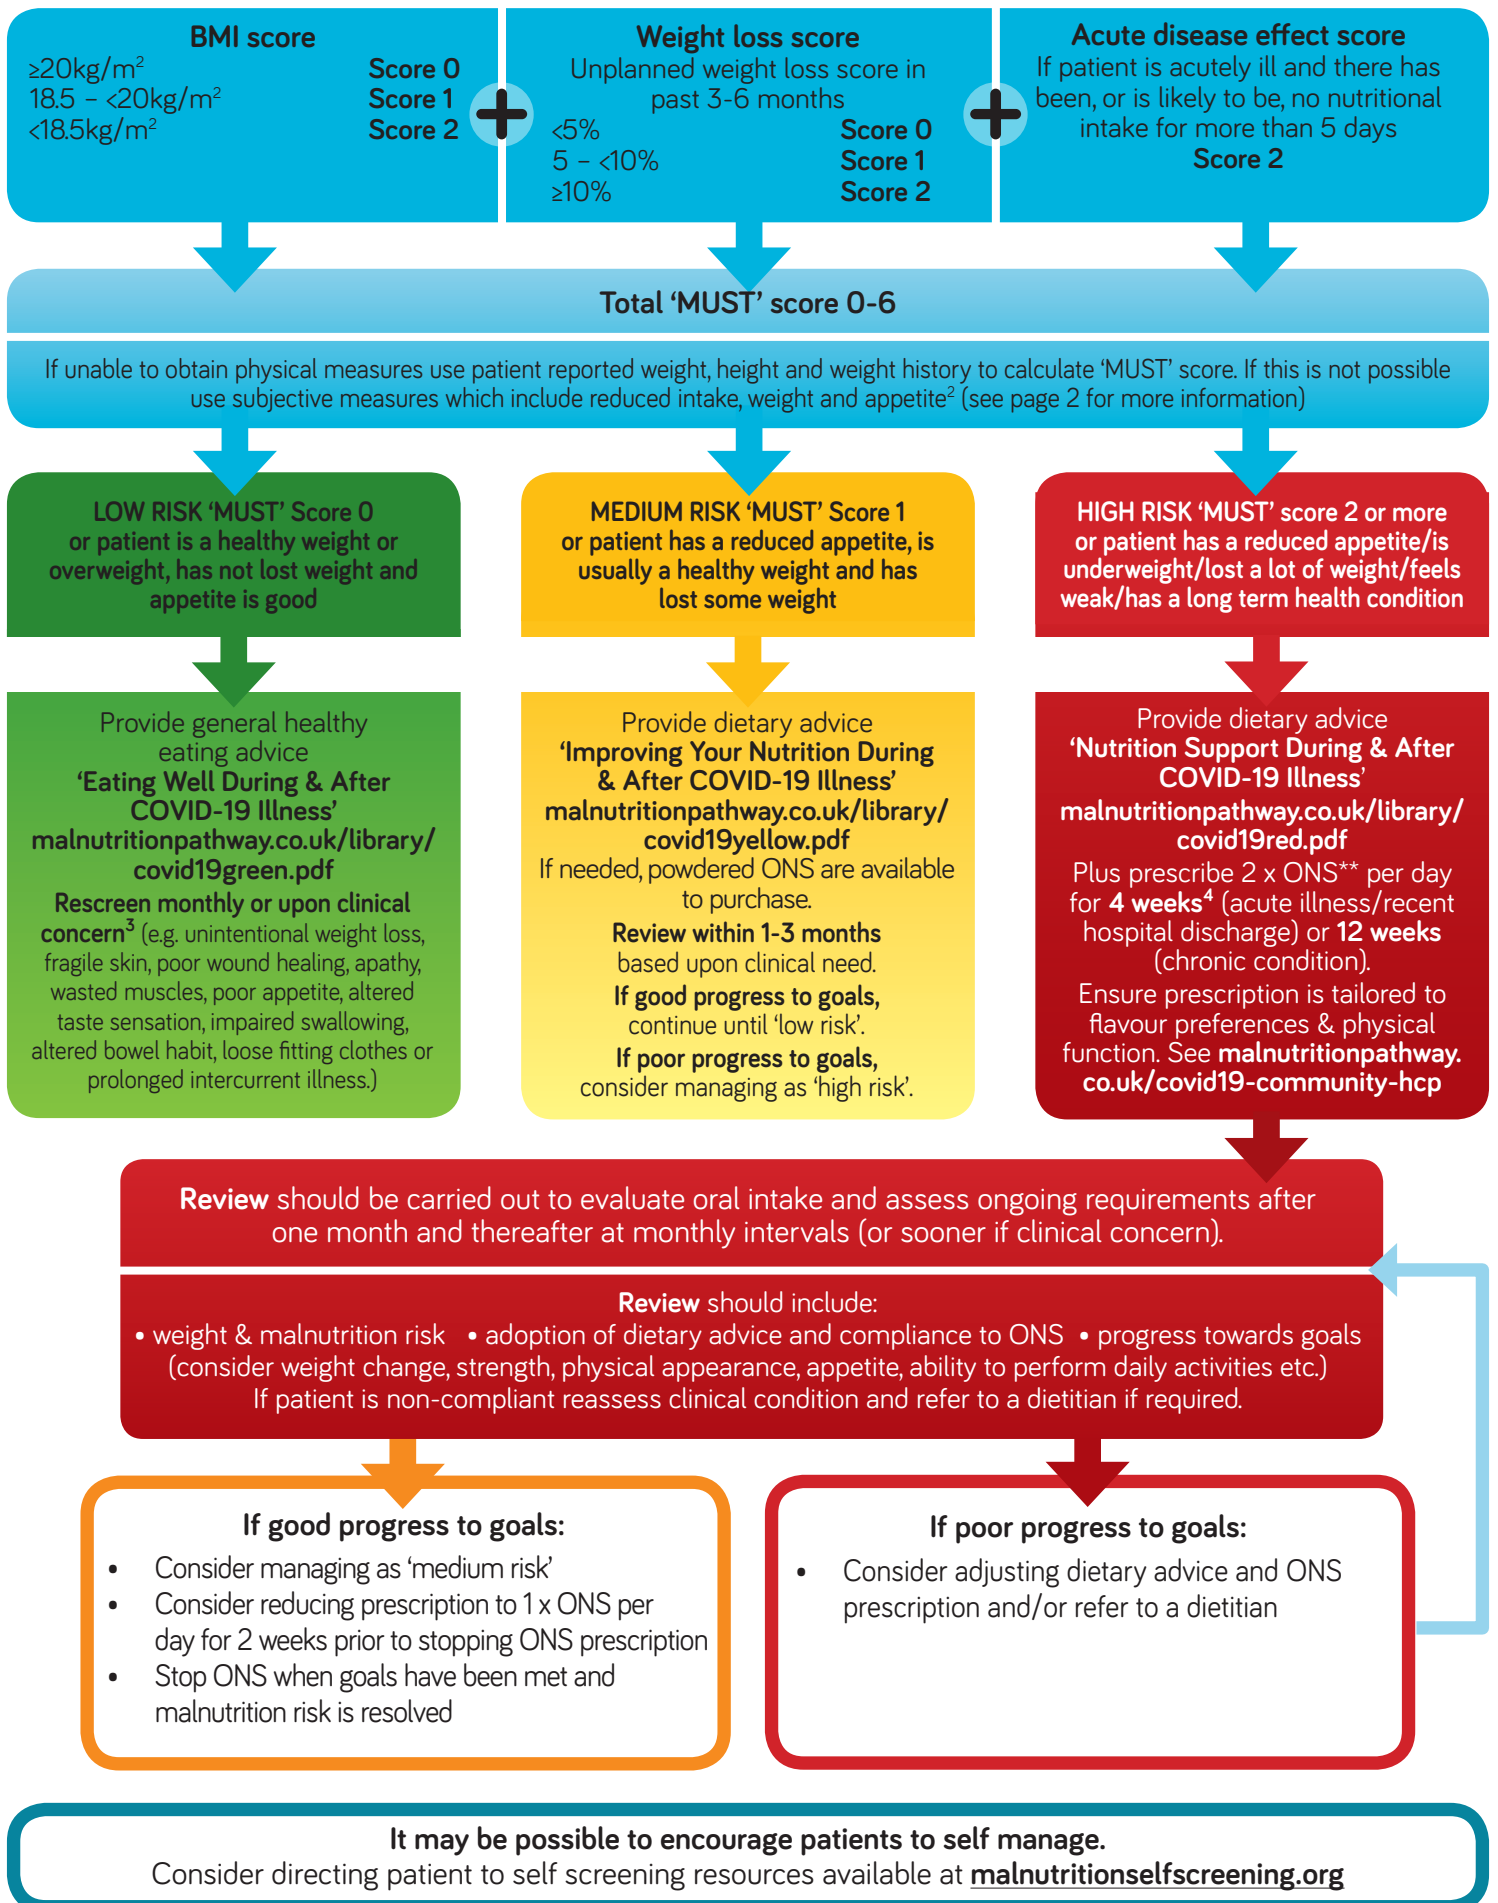 BMI score
≥20kg/m² Score 0
18.5 – <20kg/m² Score 1
<18.5kg/m² Score 2
+
Weight loss score
Unplanned weight loss score in
past 3-6 months
<5% Score 0
5 – <10% Score 1
≥10% Score 2
+
Acute disease effect score
If patient is acutely ill and there has
been, or is likely to be, no nutritional
intake for more than 5 days
Score 2
Total ‘MUST’ score 0-6
If unable to obtain physical measures use patient reported weight, height and weight history to calculate ‘MUST’ score. If this is not possible
use subjective measures which include reduced intake, weight and appetite² (see page 2 for more information)
LOW RISK ‘MUST’ Score 0
or patient is a healthy weight or
overweight, has not lost weight and
appetite is good
Provide general healthy
eating advice
‘Eating Well During & After
COVID-19 Illness’
malnutritionpathway.co.uk/library/
covid19green.pdf
Rescreen monthly or upon clinical
concern³ (e.g. unintentional weight loss,
fragile skin, poor wound healing, apathy,
wasted muscles, poor appetite, altered
taste sensation, impaired swallowing,
altered bowel habit, loose fitting clothes or
prolonged intercurrent illness.)
MEDIUM RISK ‘MUST’ Score 1
or patient has a reduced appetite, is
usually a healthy weight and has
lost some weight
Provide dietary advice
‘Improving Your Nutrition During
& After COVID-19 Illness’
malnutritionpathway.co.uk/library/
covid19yellow.pdf
If needed, powdered ONS are available
to purchase.
Review within 1-3 months
based upon clinical need.
If good progress to goals,
continue until ‘low risk’.
If poor progress to goals,
consider managing as ‘high risk’.
HIGH RISK ‘MUST’ score 2 or more
or patient has a reduced appetite/is
underweight/lost a lot of weight/feels
weak/has a long term health condition
Provide dietary advice
‘Nutrition Support During & After
COVID-19 Illness’
malnutritionpathway.co.uk/library/
covid19red.pdf
Plus prescribe 2 x ONS** per day
for 4 weeks⁴ (acute illness/recent
hospital discharge) or 12 weeks
(chronic condition).
Ensure prescription is tailored to
flavour preferences & physical
function. See malnutritionpathway.
co.uk/covid19-community-hcp
Review should be carried out to evaluate oral intake and assess ongoing requirements after
one month and thereafter at monthly intervals (or sooner if clinical concern).
Review should include:
• weight & malnutrition risk • adoption of dietary advice and compliance to ONS • progress towards goals
(consider weight change, strength, physical appearance, appetite, ability to perform daily activities etc.)
If patient is non-compliant reassess clinical condition and refer to a dietitian if required.
If good progress to goals:
• Consider managing as ‘medium risk’
• Consider reducing prescription to 1 x ONS per
day for 2 weeks prior to stopping ONS prescription
• Stop ONS when goals have been met and
malnutrition risk is resolved
If poor progress to goals:
• Consider adjusting dietary advice and ONS
prescription and/or refer to a dietitian
It may be possible to encourage patients to self manage.
Consider directing patient to self screening resources available at malnutritionselfscreening.org